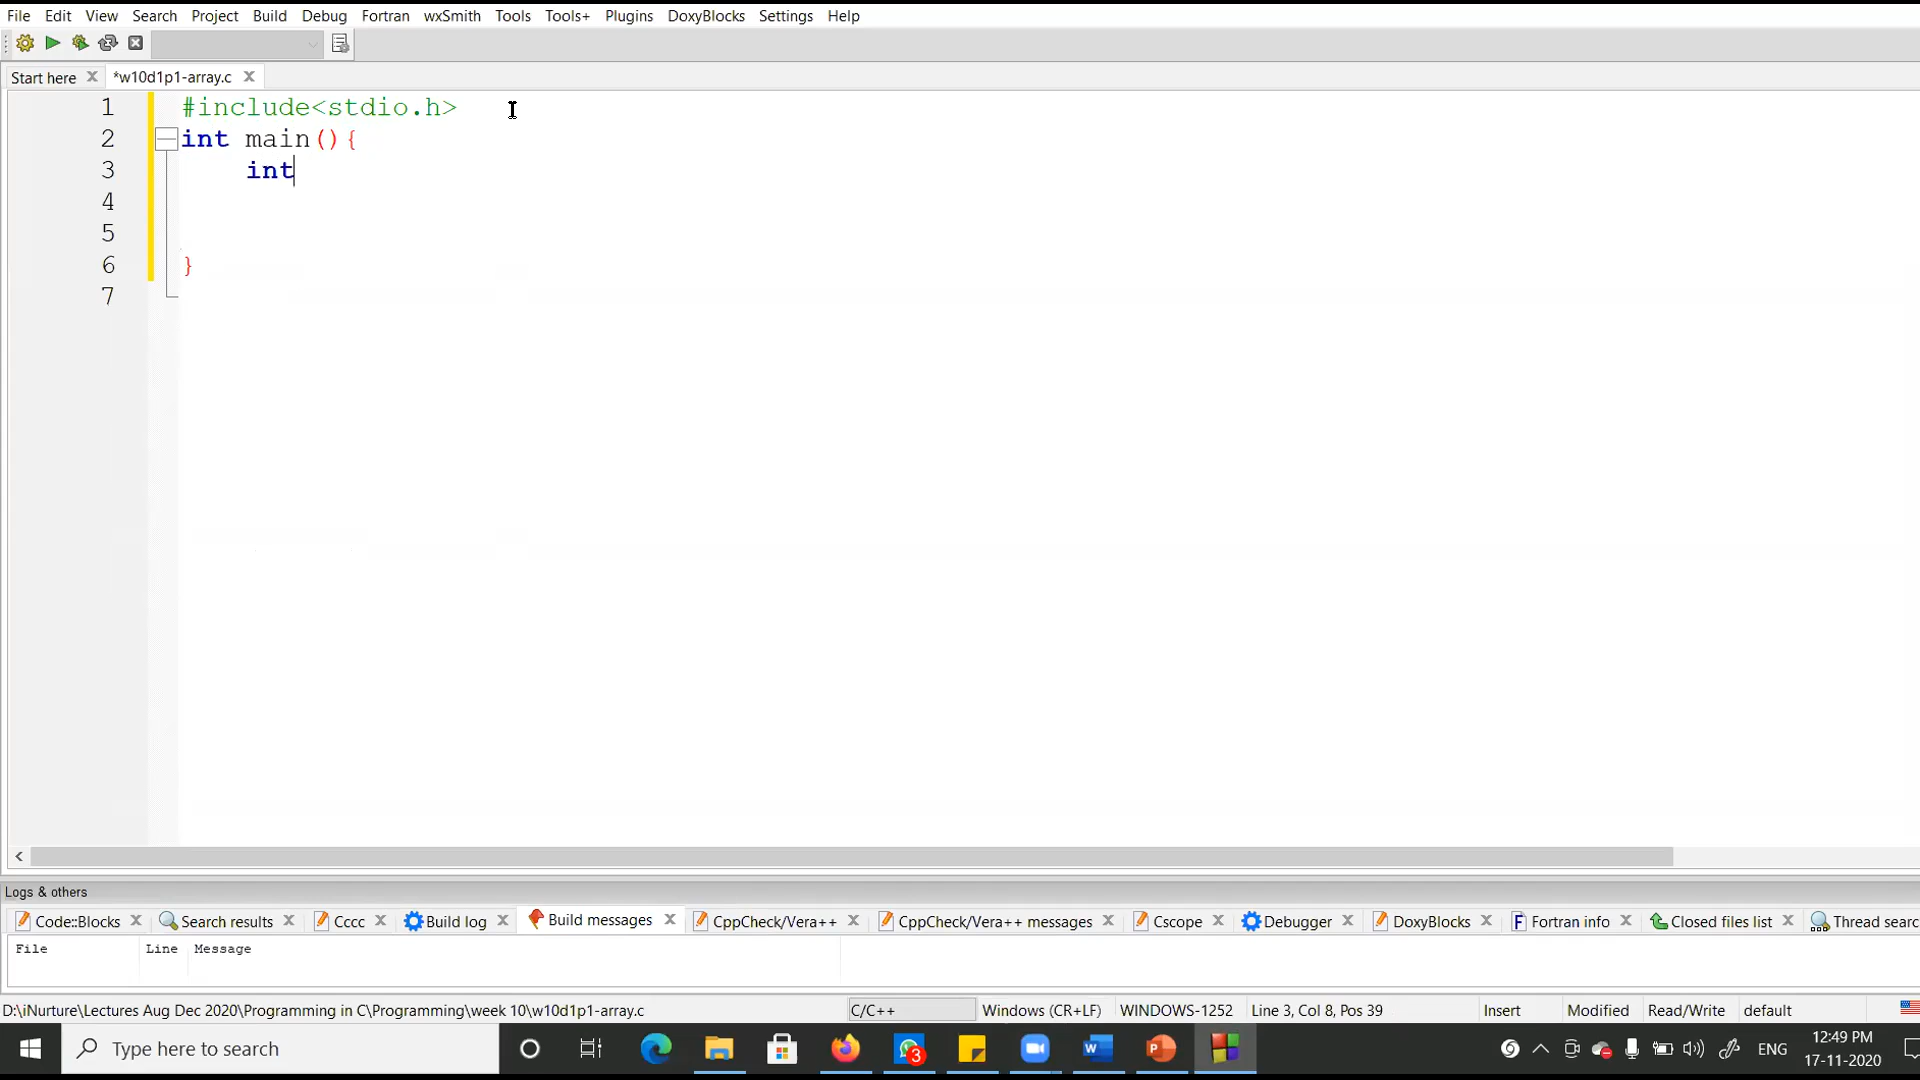 File Edit View Search Project Build Debug Fortran wxSmith Tools Tools+ Plugins DoxyBlocks Settings Help
Start here *w10d1p1-array.c
1 #include<stdio.h>
2 int main(){
3 int
4
5
6 }
7
Logs & others
Code::Blocks Search results Cccc Build log Build messages CppCheck/Vera++ CppCheck/Vera++ messages Cscope Debugger DoxyBlocks Fortran info Closed files list Thread searc
File Line Message
D:\iNurture\Lectures Aug Dec 2020\Programming in C\Programming\week 10\w10d1p1-array.c C/C++ Windows (CR+LF) WINDOWS-1252 Line 3, Col 8, Pos 39 Insert Modified Read/Write default
Type here to search 3 ENG 12:49 PM
17-11-2020